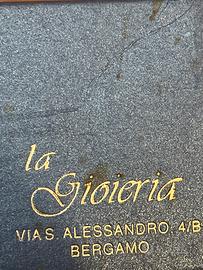 la
Gioieria
VIA S. ALESSANDRO, 4/B
BERGAMO